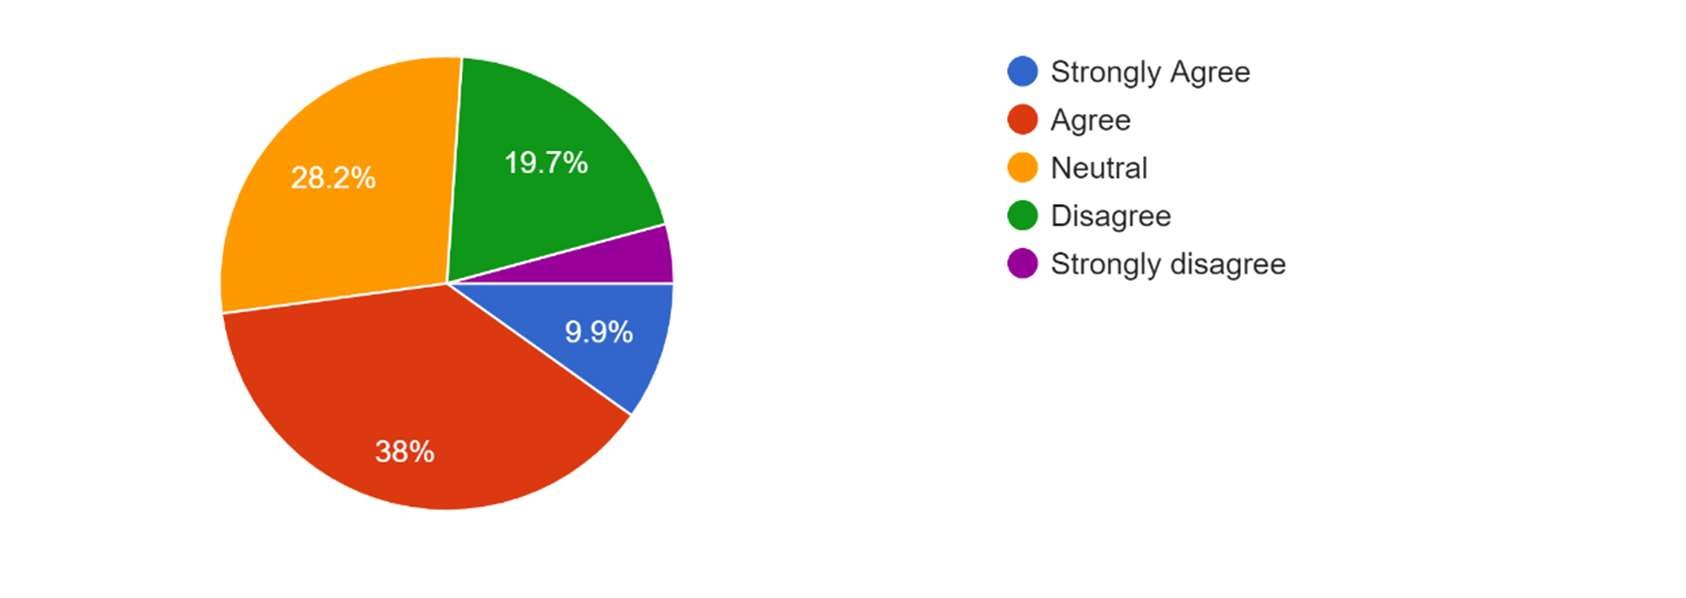 28.2%
19.7%
9.9%
38%
Strongly Agree
Agree
Neutral
Disagree
Strongly disagree